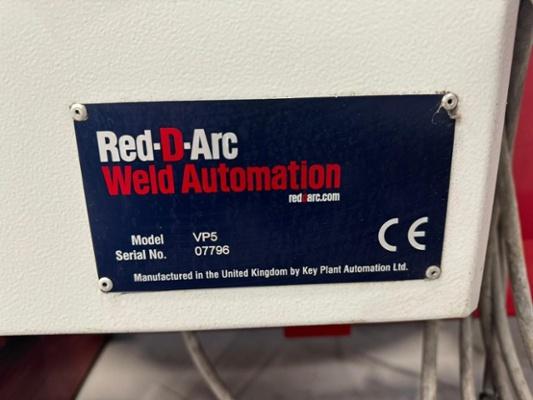 Red-D-Arc
Weld Automation
reddarc.com
Model VP5
Serial No. 07796
CE
Manufactured in the United Kingdom by Key Plant Automation Ltd.